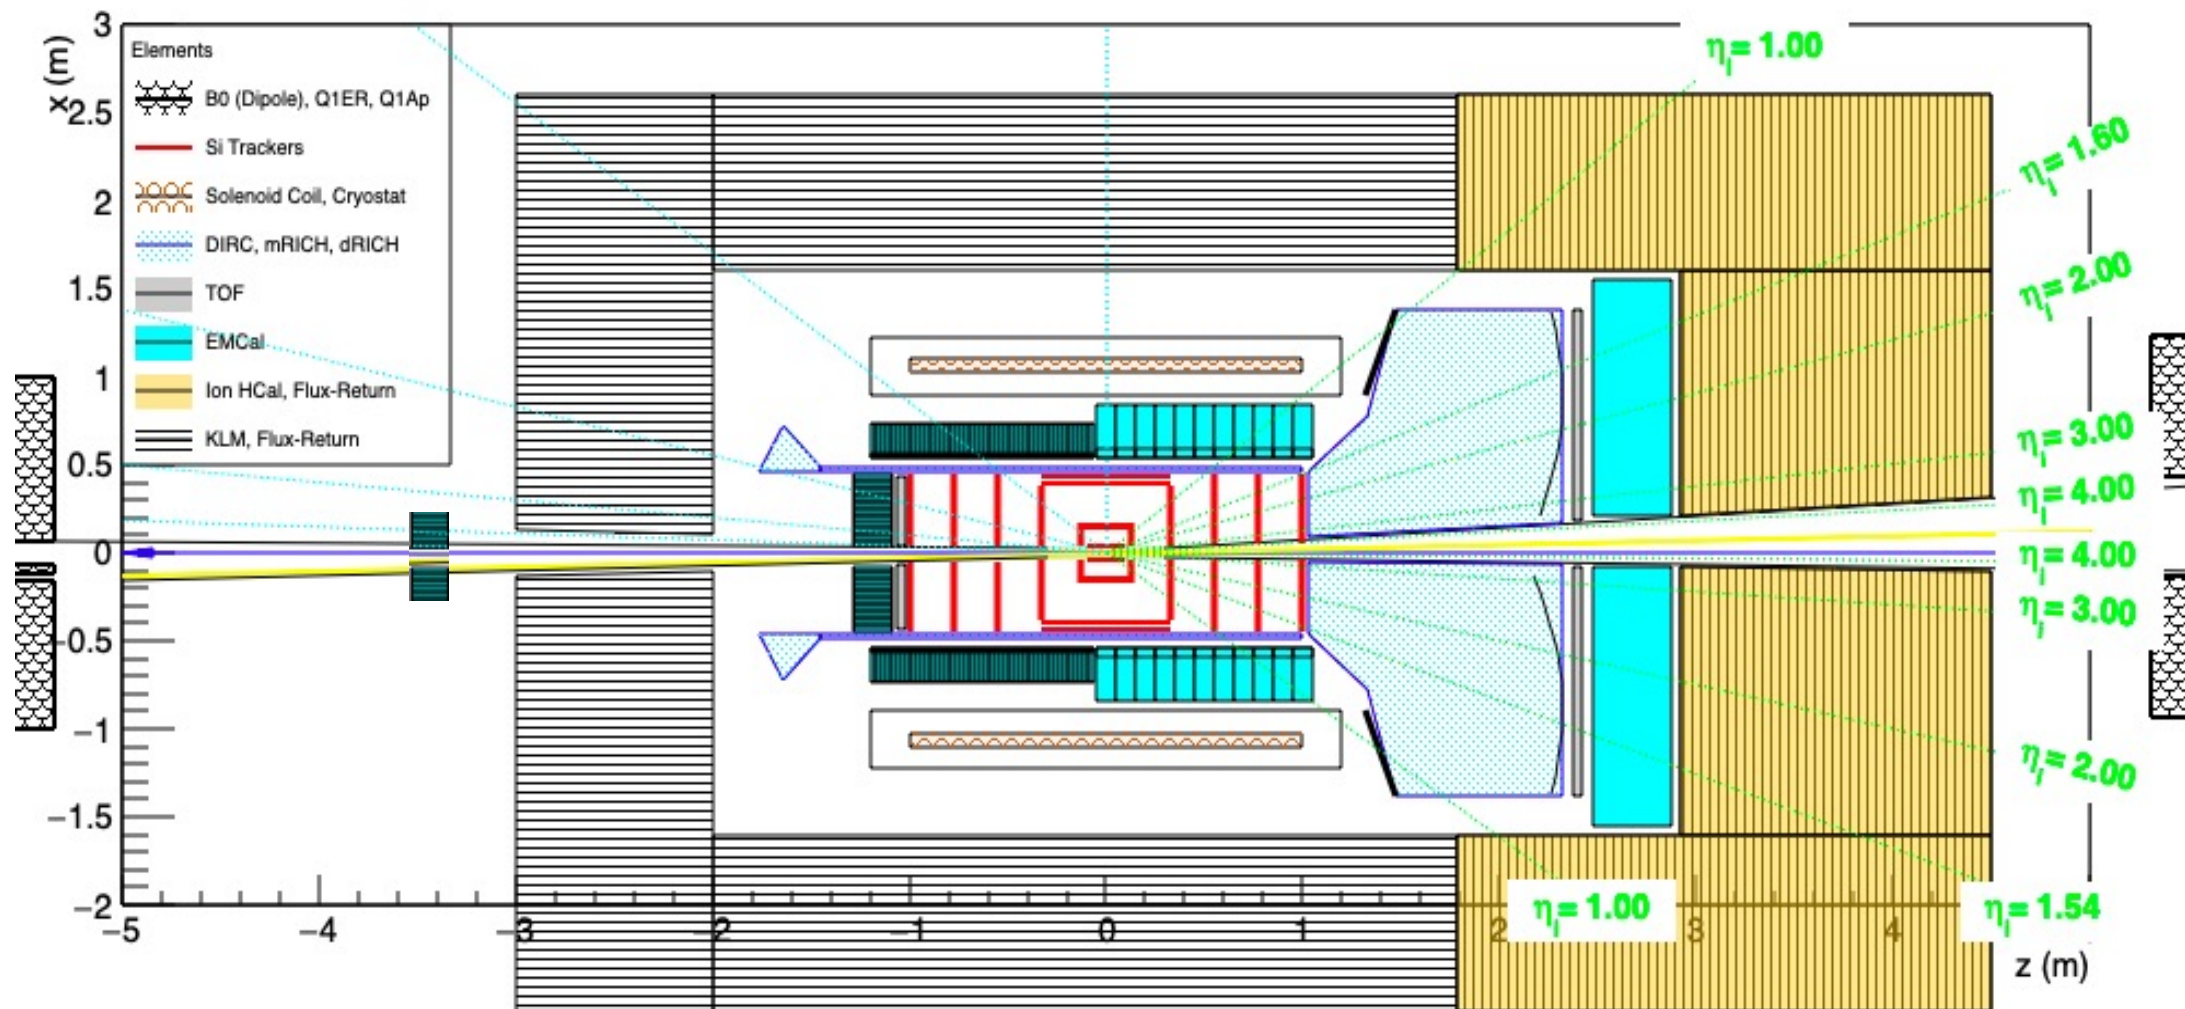 x (m)
3
2.5
2
1.5
1
0.5
0
−0.5
−1
−1.5
−2
Elements
B0 (Dipole), Q1ER, Q1Ap
Si Trackers
Solenoid Coil, Cryostat
DIRC, mRICH, dRICH
TOF
EMCal
Ion HCal, Flux-Return
KLM, Flux-Return
ηi= 1.00
ηi= 1.60
ηi= 2.00
ηi= 3.00
ηi= 4.00
ηi= 4.00
ηi= 3.00
ηi= 2.00
ηi= 1.00
ηi= 1.54
−5 −4 −3 −2 −1 0 1 2 3 4
z (m)